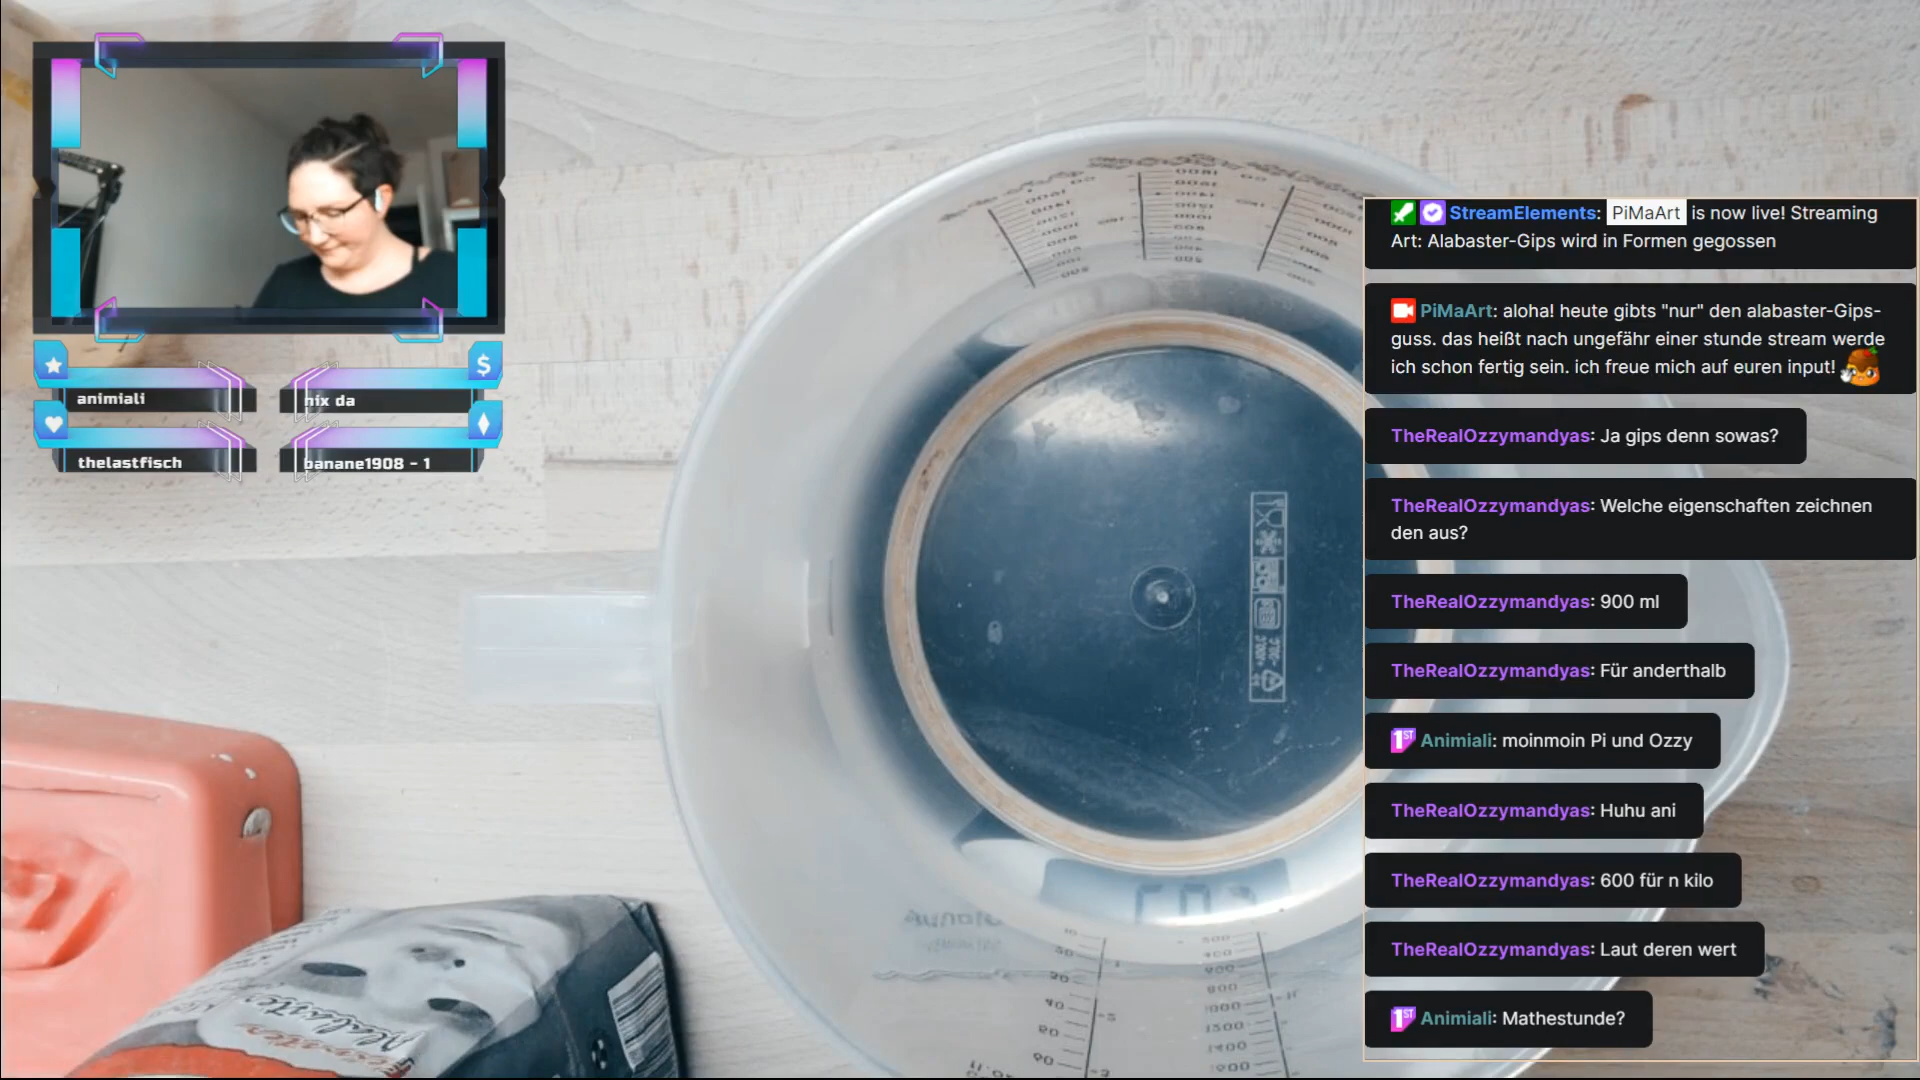 animiali
nix da
thelastfisch
banane1908 - 1
StreamElements: PiMaArt is now live! Streaming
Art: Alabaster-Gips wird in Formen gegossen
PiMaArt: aloha! heute gibts "nur" den alabaster-Gips-
guss. das heißt nach ungefähr einer stunde stream werde
ich schon fertig sein. ich freue mich auf euren input!
TheRealOzzymandyas: Ja gips denn sowas?
TheRealOzzymandyas: Welche eigenschaften zeichnen
den aus?
TheRealOzzymandyas: 900 ml
TheRealOzzymandyas: Für anderthalb
1ST Animiali: moinmoin Pi und Ozzy
TheRealOzzymandyas: Huhu ani
TheRealOzzymandyas: 600 für n kilo
TheRealOzzymandyas: Laut deren wert
1ST Animiali: Mathestunde?